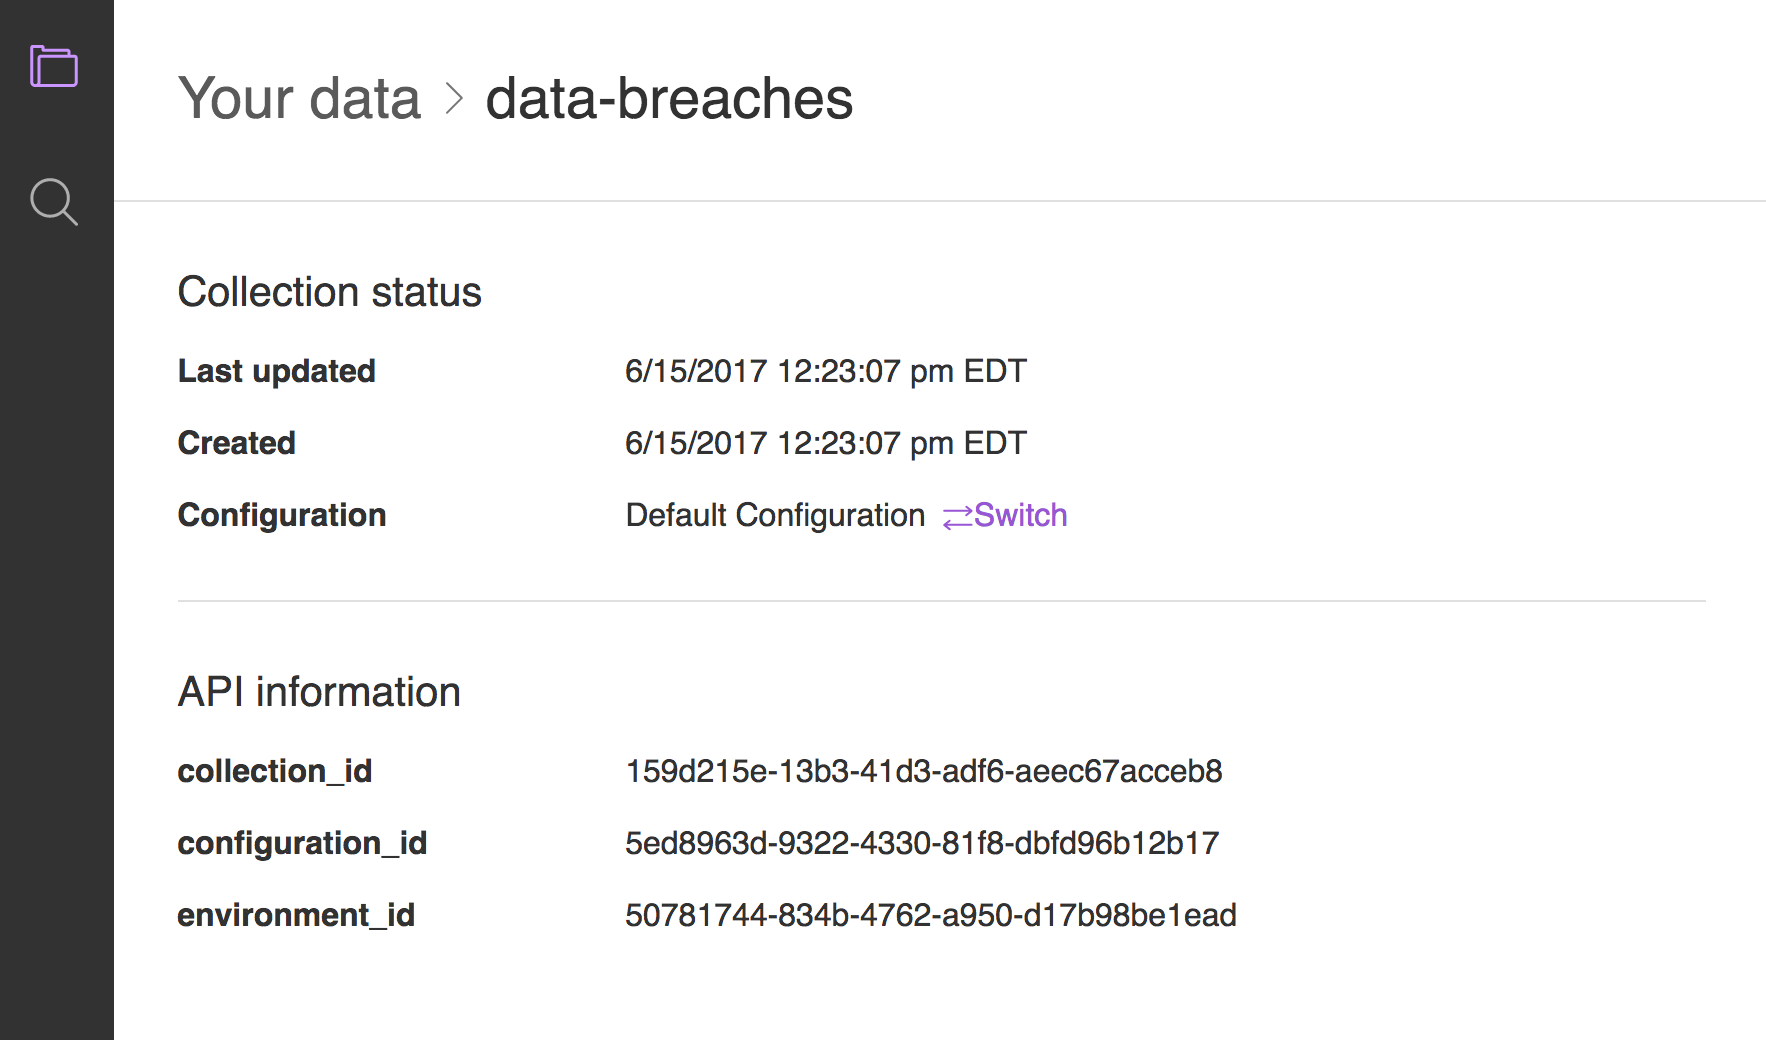 Your data > data-breaches
Collection status
Last updated 6/15/2017 12:23:07 pm EDT
Created 6/15/2017 12:23:07 pm EDT
Configuration Default Configuration Switch
API information
collection_id 159d215e-13b3-41d3-adf6-aeec67acceb8
configuration_id 5ed8963d-9322-4330-81f8-dbfd96b12b17
environment_id 50781744-834b-4762-a950-d17b98be1ead